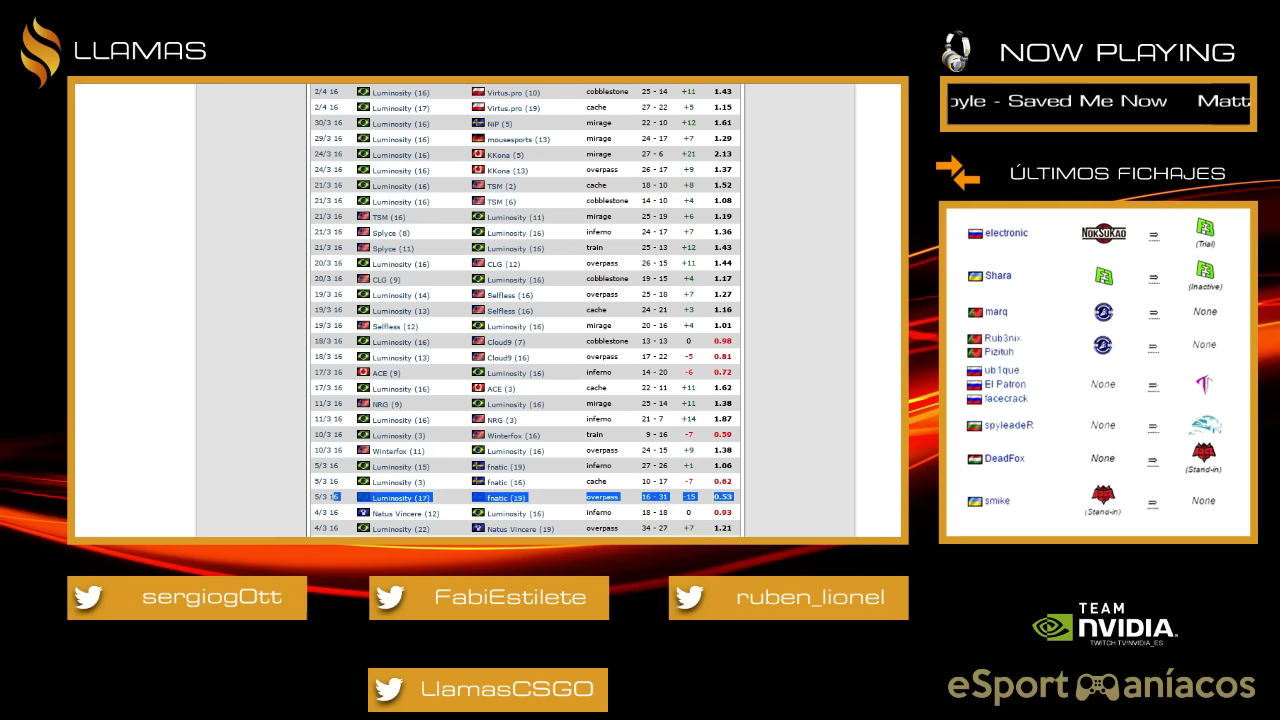 LLAMAS
2/4 16 Luminosity (16) Virtus.pro (10) cobblestone 25 - 14 +11 1.43
2/4 16 Luminosity (17) Virtus.pro (19) cache 27 - 22 +5 1.15
30/3 16 Luminosity (16) NiP (5) mirage 22 - 10 +12 1.61
29/3 16 Luminosity (16) mousesports (13) mirage 24 - 17 +7 1.29
24/3 16 Luminosity (16) KKona (5) mirage 27 - 6 +21 2.13
24/3 16 Luminosity (16) KKona (13) overpass 26 - 17 +9 1.37
21/3 16 Luminosity (16) TSM (2) cache 18 - 10 +8 1.52
21/3 16 Luminosity (16) TSM (6) cobblestone 14 - 10 +4 1.08
21/3 16 TSM (16) Luminosity (11) mirage 25 - 19 +6 1.19
21/3 16 Splyce (8) Luminosity (16) inferno 24 - 17 +7 1.36
21/3 16 Splyce (11) Luminosity (16) train 25 - 13 +12 1.43
20/3 16 Luminosity (16) CLG (12) overpass 26 - 15 +11 1.44
20/3 16 CLG (9) Luminosity (16) cobblestone 19 - 15 +4 1.17
19/3 16 Luminosity (14) Selfless (16) overpass 25 - 18 +7 1.27
19/3 16 Luminosity (13) Selfless (16) cache 24 - 21 +3 1.16
19/3 16 Selfless (12) Luminosity (16) mirage 20 - 16 +4 1.01
18/3 16 Luminosity (16) Cloud9 (7) cobblestone 13 - 13 0 0.98
18/3 16 Luminosity (13) Cloud9 (16) overpass 17 - 22 -5 0.81
17/3 16 ACE (9) Luminosity (16) inferno 14 - 20 -6 0.72
17/3 16 Luminosity (16) ACE (3) cache 22 - 11 +11 1.62
11/3 16 NRG (9) Luminosity (16) mirage 25 - 14 +11 1.38
11/3 16 Luminosity (16) NRG (3) inferno 21 - 7 +14 1.87
10/3 16 Luminosity (3) Winterfox (16) train 9 - 16 -7 0.59
10/3 16 Winterfox (11) Luminosity (16) overpass 24 - 15 +9 1.38
5/3 16 Luminosity (15) fnatic (19) inferno 27 - 26 +1 1.06
5/3 16 Luminosity (3) fnatic (16) cache 10 - 17 -7 0.62
5/3 16 Luminosity (17) fnatic (19) overpass 16 - 31 -15 0.53
4/3 16 Natus Vincere (12) Luminosity (16) inferno 18 - 18 0 0.93
4/3 16 Luminosity (22) Natus Vincere (19) overpass 34 - 27 +7 1.21
NOW PLAYING
oyle - Saved Me Now Matt
ÚLTIMOS FICHAJES
electronic NOKSUKAO ⇒ F3
(Trial)
Shara F3 ⇒ F3
(Inactive)
marq ⇒ None
Rub3nix
Pizituh ⇒ None
ub1que
El Patron None ⇒
facecrack
spyleadeR None ⇒
DeadFox None ⇒
(Stand-in)
smike ⇒ None
(Stand-in)
sergiogOtt
FabiEstilete
ruben_lionel
LlamasCSGO
TEAM
NVIDIA.
TWITCH.TV/NVIDIA_ES
eSportmaníacos